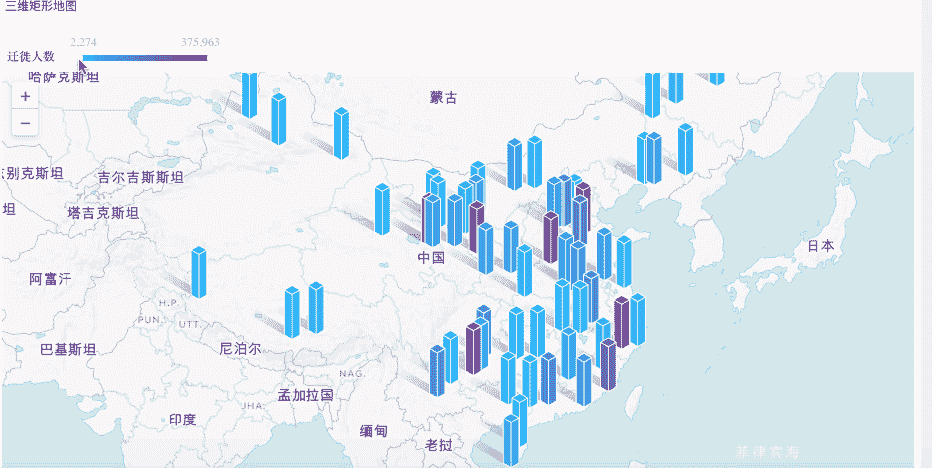 三维矩形地图
2,274
375,963
迁徙人数
哈萨克斯坦
蒙古
+
−
别克斯坦
吉尔吉斯斯坦
坦
塔吉克斯坦
日本
中国
阿富汗
H.P.
PUN.
UTT.
巴基斯坦
尼泊尔
NAG.
孟加拉国
JHA.
印度
缅甸
老挝
菲律宾海